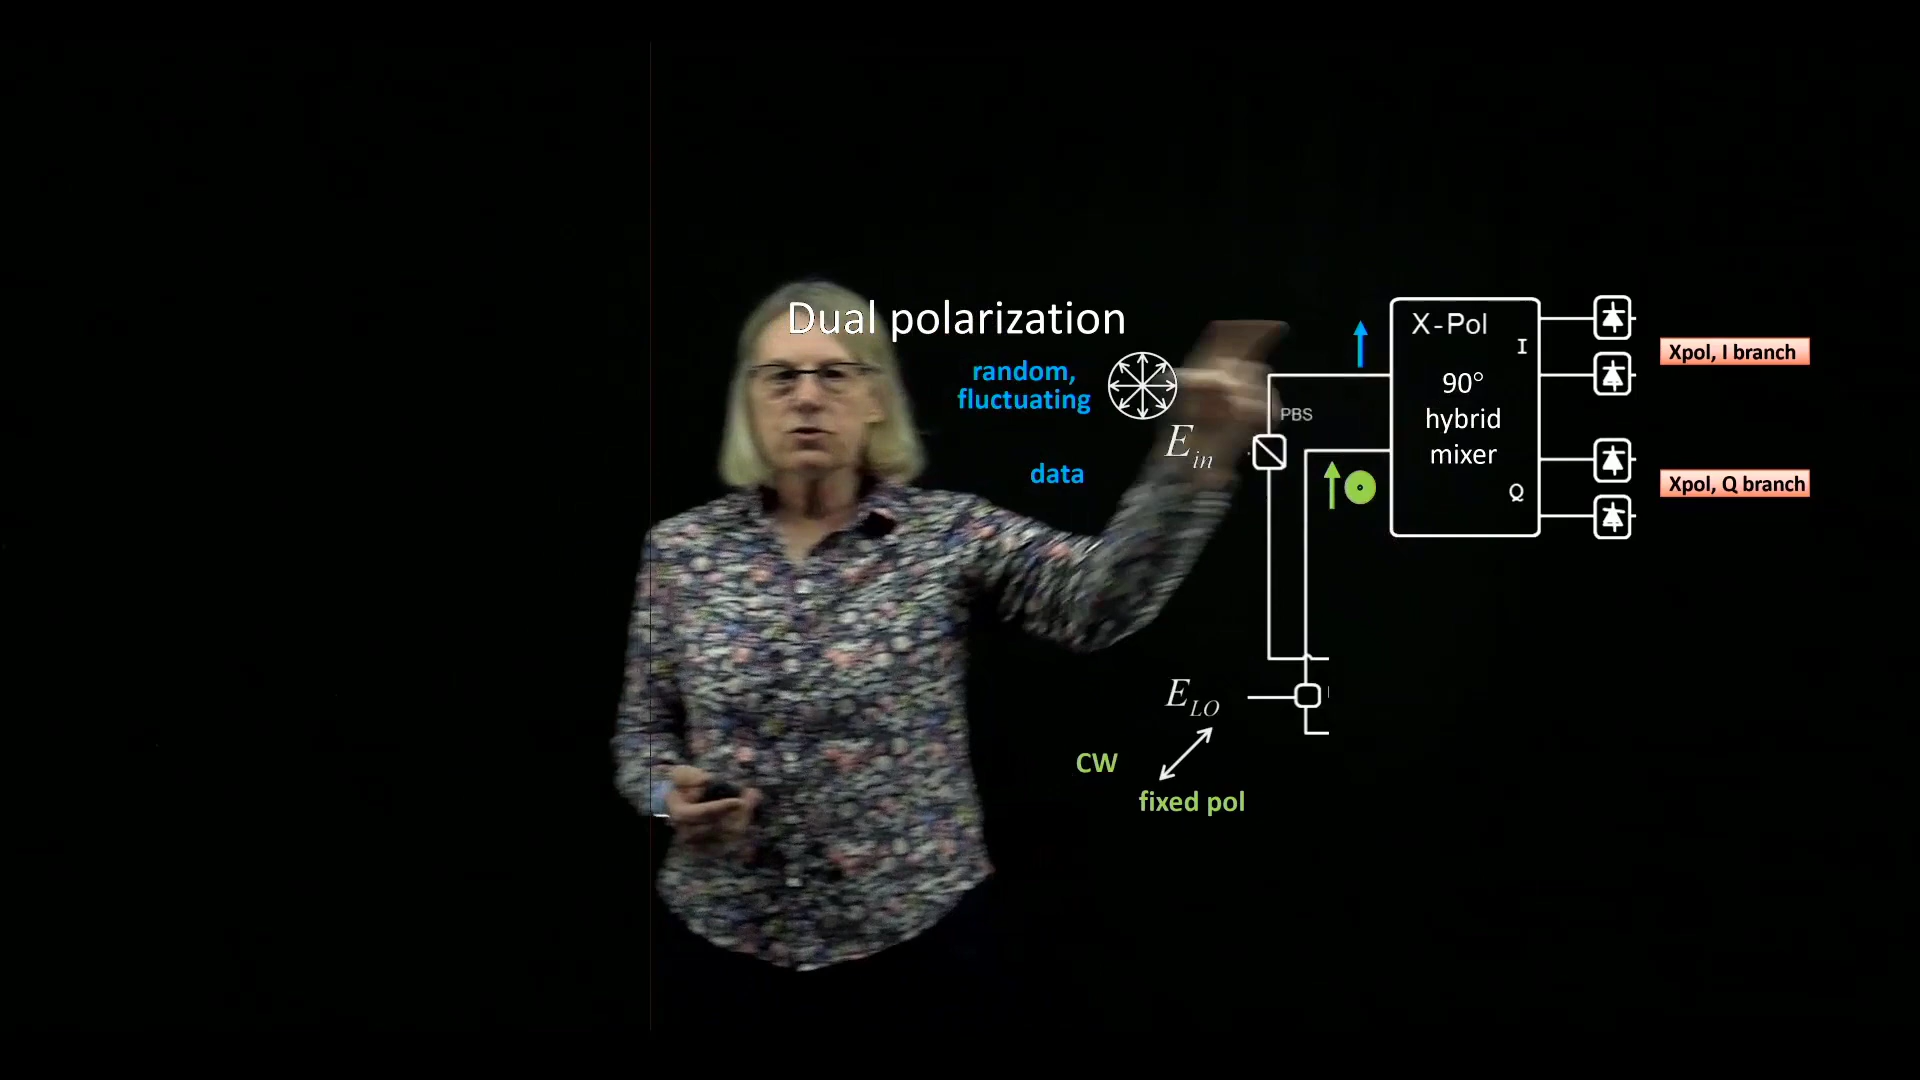 Dual polarization
random,
fluctuating
E_in
data
PBS
X-Pol
I
90°
hybrid
mixer
Q
Xpol, I branch
Xpol, Q branch
E_LO
CW
fixed pol